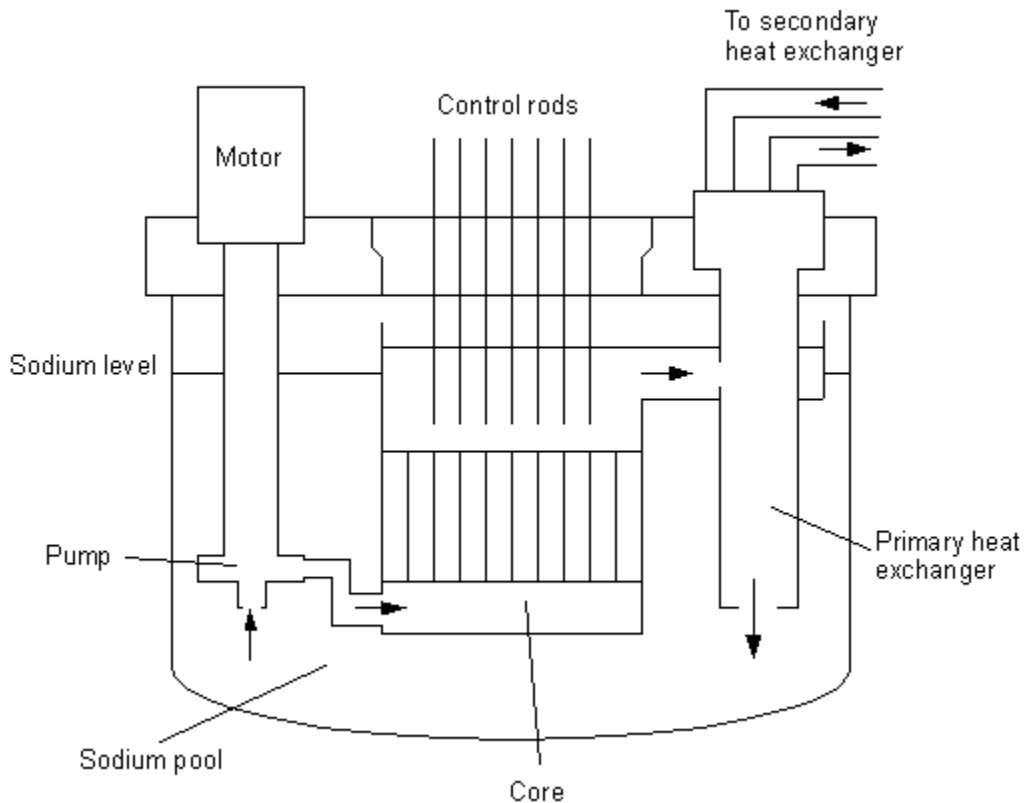 To secondary
heat exchanger
Control rods
Motor
Sodium level
Pump
Primary heat
exchanger
Sodium pool
Core